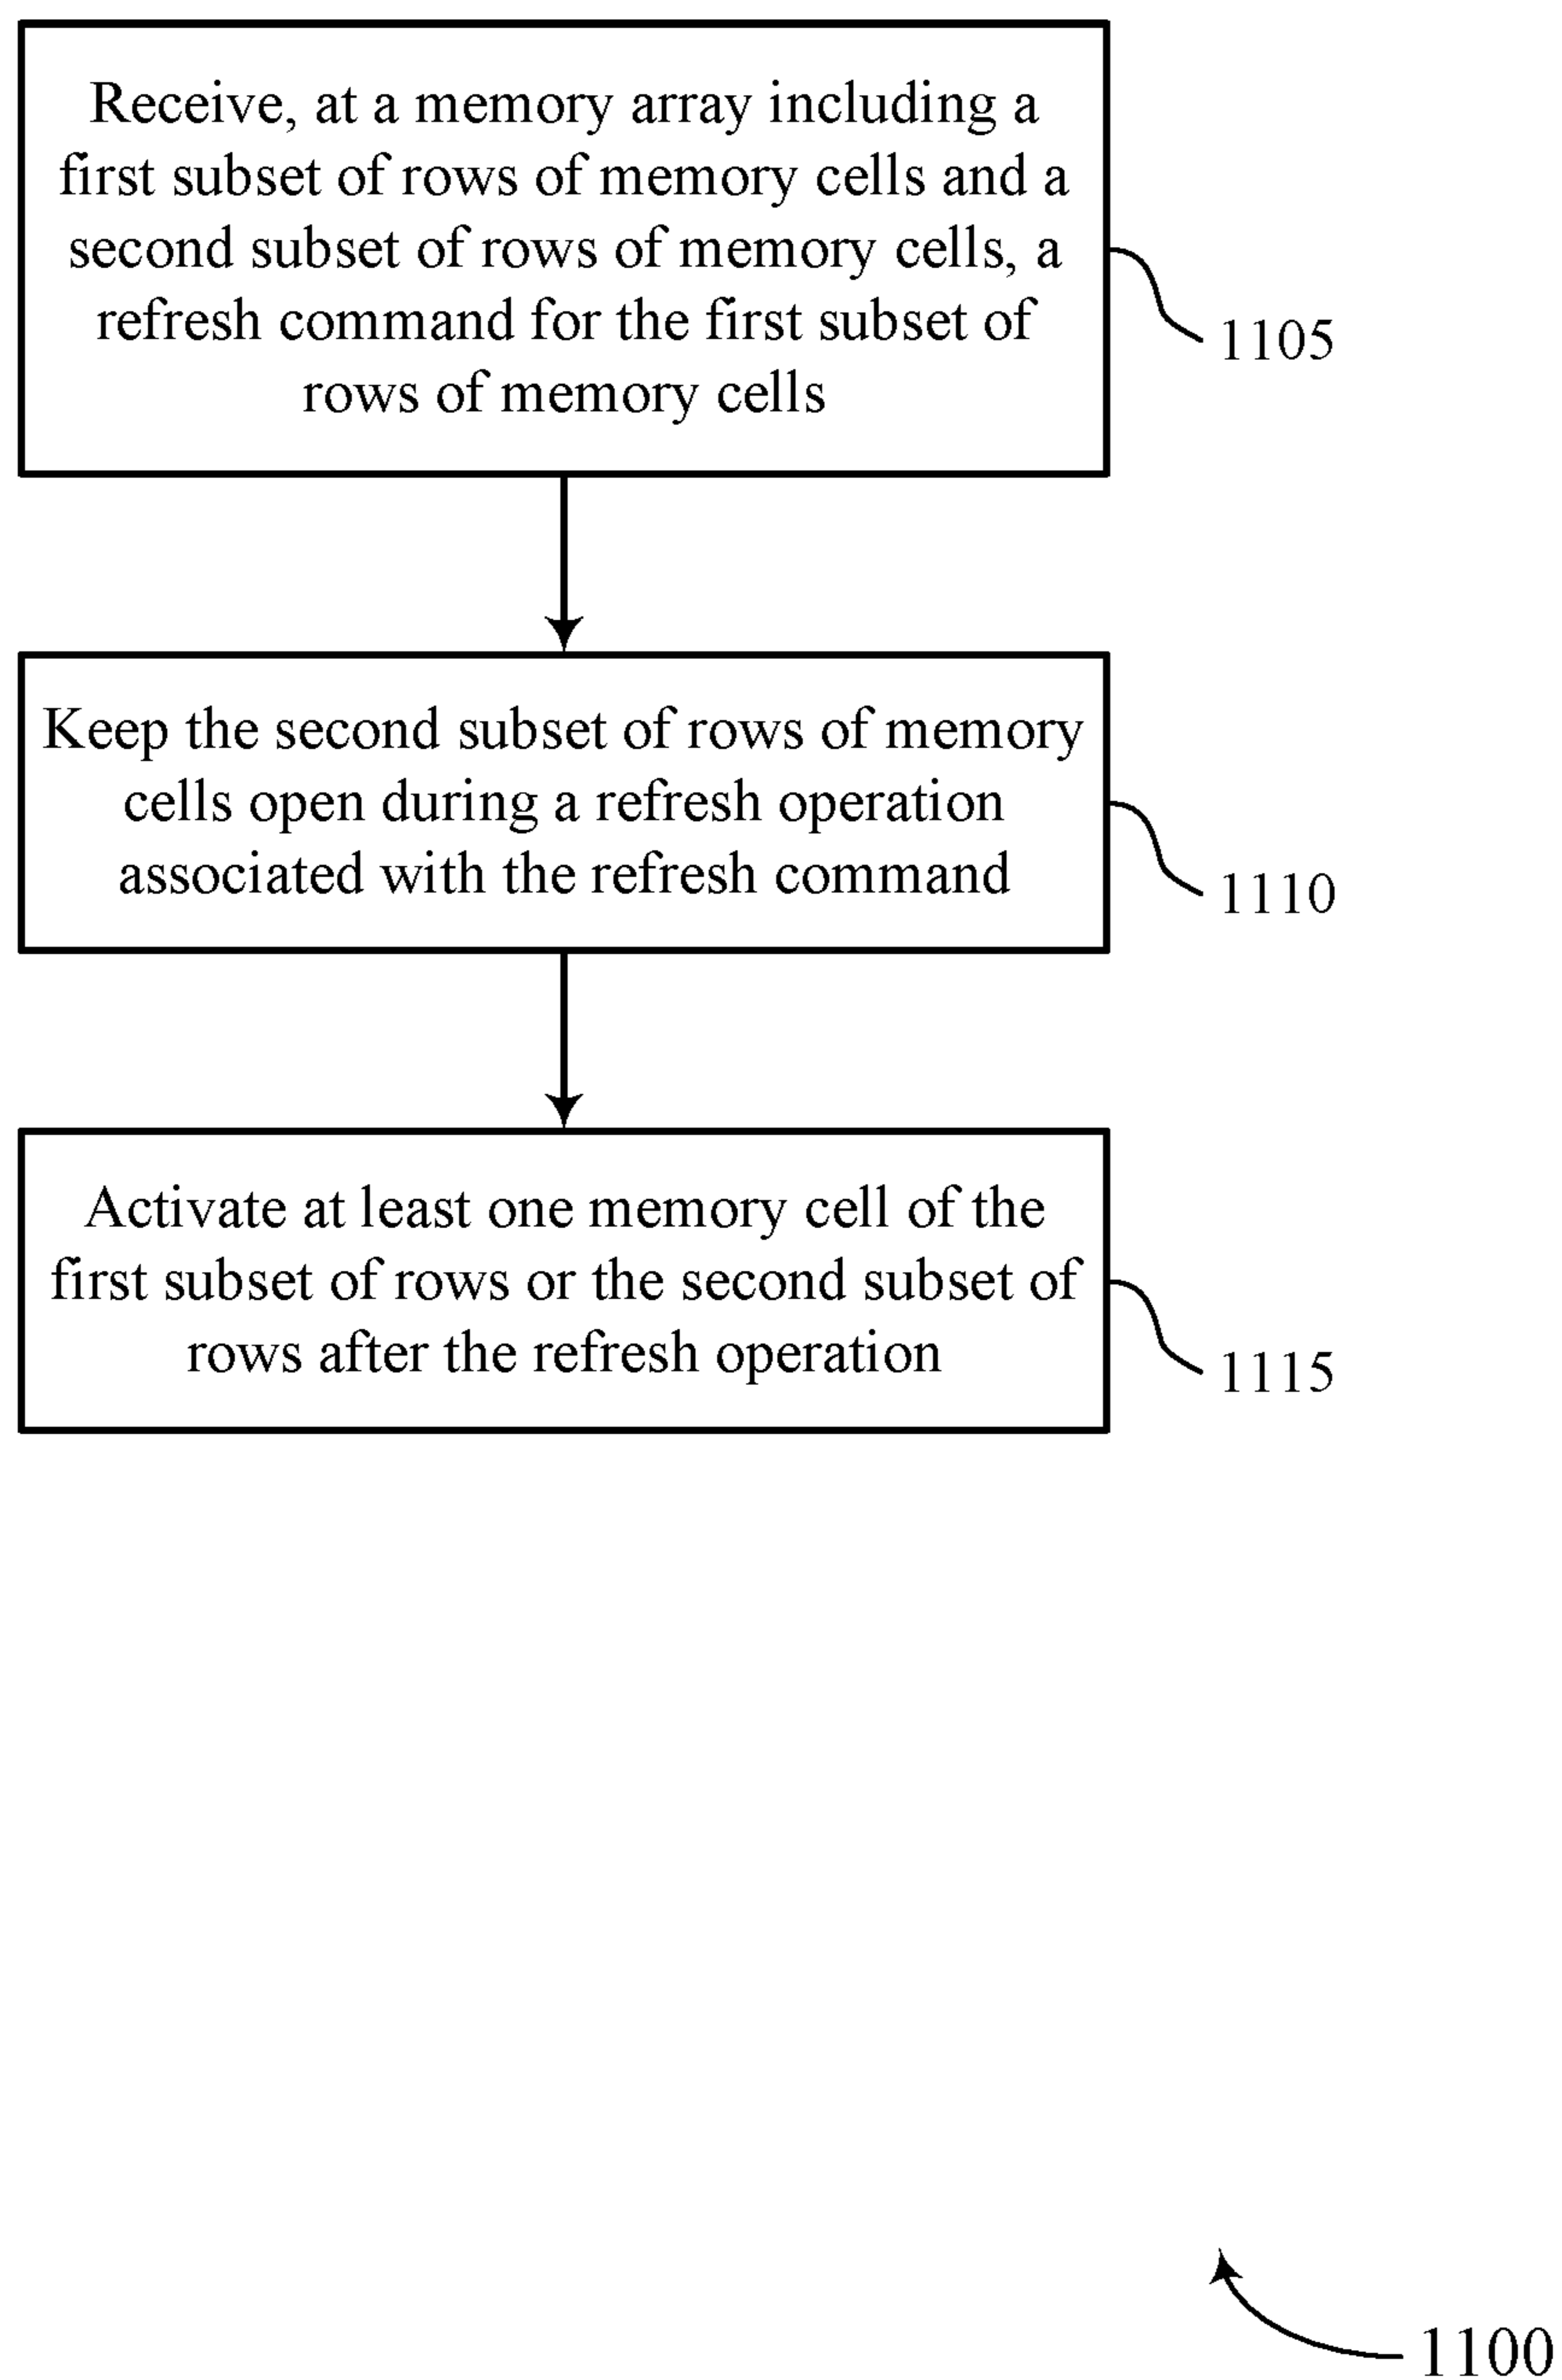 Receive, at a memory array including a
first subset of rows of memory cells and a
second subset of rows of memory cells, a
refresh command for the first subset of
rows of memory cells
1105
Keep the second subset of rows of memory
cells open during a refresh operation
associated with the refresh command
1110
Activate at least one memory cell of the
first subset of rows or the second subset of
rows after the refresh operation
1115
1100